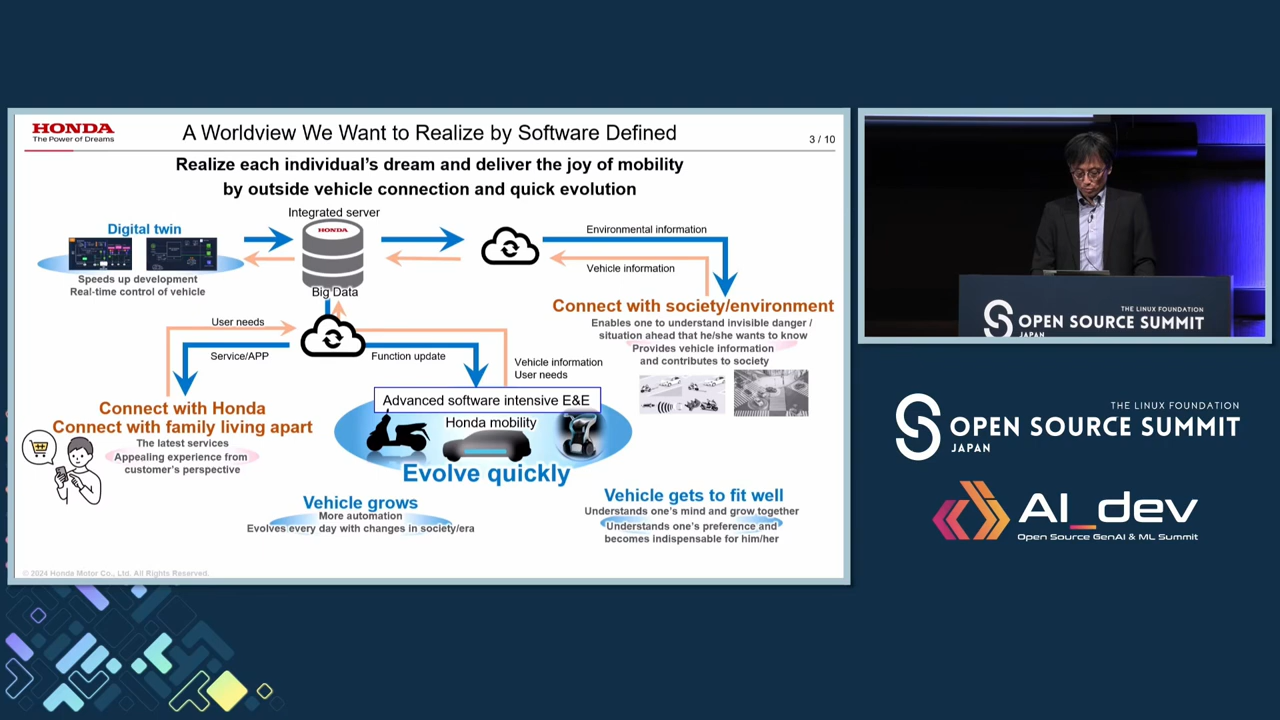 HONDA
The Power of Dreams
A Worldview We Want to Realize by Software Defined
3 / 10
Realize each individual's dream and deliver the joy of mobility
by outside vehicle connection and quick evolution
Integrated server
Digital twin
HONDA
Environmental information
Vehicle information
Speeds up development
Real-time control of vehicle
Big Data
Connect with society/environment
Enables one to understand invisible danger /
situation ahead that he/she wants to know
Provides vehicle information
and contributes to society
User needs
Service/APP
Function update
Vehicle information
User needs
Advanced software intensive E&E
Honda mobility
Evolve quickly
Connect with Honda
Connect with family living apart
The latest services
Appealing experience from
customer's perspective
Vehicle grows
More automation
Evolves every day with changes in society/era
Vehicle gets to fit well
Understands one's mind and grow together
Understands one's preference and
becomes indispensable for him/her
© 2024 Honda Motor Co., Ltd. All Rights Reserved.
THE LINUX FOUNDATION
OPEN SOURCE SUMMIT
JAPAN
THE LINUX FOUNDATION
OPEN SOURCE SUMMIT
JAPAN
AI_dev
Open Source GenAI & ML Summit